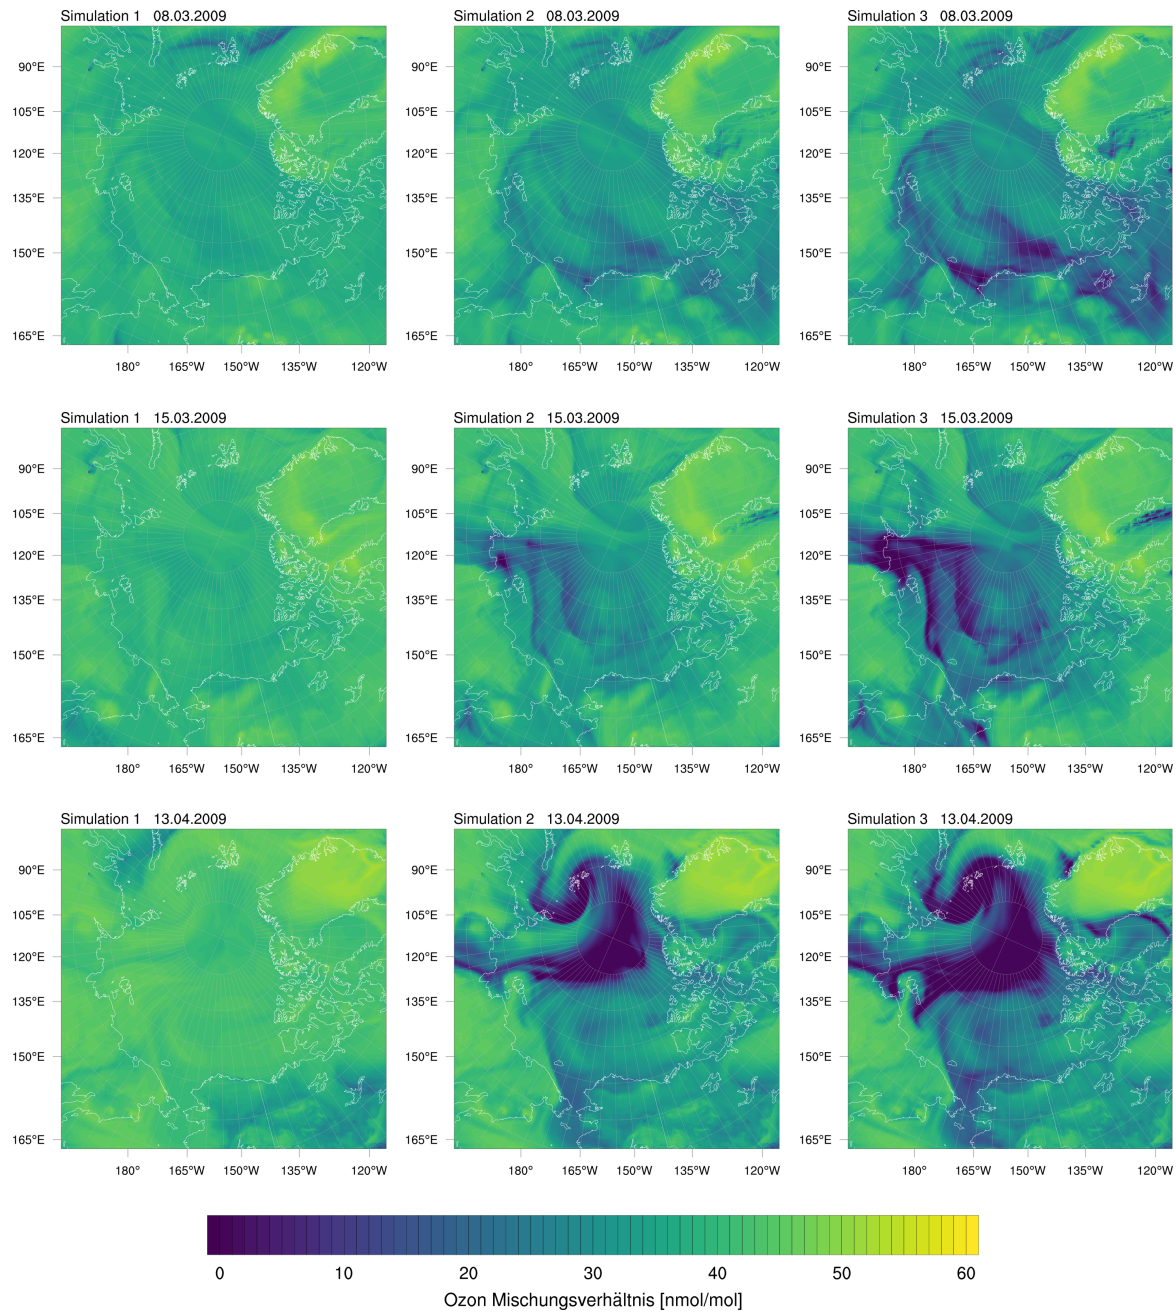 Simulation 1 08.03.2009
Simulation 2 08.03.2009
Simulation 3 08.03.2009
90°E
105°E
120°E
135°E
150°E
165°E
180°
165°W
150°W
135°W
120°W
90°E
105°E
120°E
135°E
150°E
165°E
180°
165°W
150°W
135°W
120°W
90°E
105°E
120°E
135°E
150°E
165°E
180°
165°W
150°W
135°W
120°W
Simulation 1 15.03.2009
Simulation 2 15.03.2009
Simulation 3 15.03.2009
90°E
105°E
120°E
135°E
150°E
165°E
180°
165°W
150°W
135°W
120°W
90°E
105°E
120°E
135°E
150°E
165°E
180°
165°W
150°W
135°W
120°W
90°E
105°E
120°E
135°E
150°E
165°E
180°
165°W
150°W
135°W
120°W
Simulation 1 13.04.2009
Simulation 2 13.04.2009
Simulation 3 13.04.2009
90°E
105°E
120°E
135°E
150°E
165°E
180°
165°W
150°W
135°W
120°W
90°E
105°E
120°E
135°E
150°E
165°E
180°
165°W
150°W
135°W
120°W
90°E
105°E
120°E
135°E
150°E
165°E
180°
165°W
150°W
135°W
120°W
0 10 20 30 40 50 60
Ozon Mischungsverhältnis [nmol/mol]